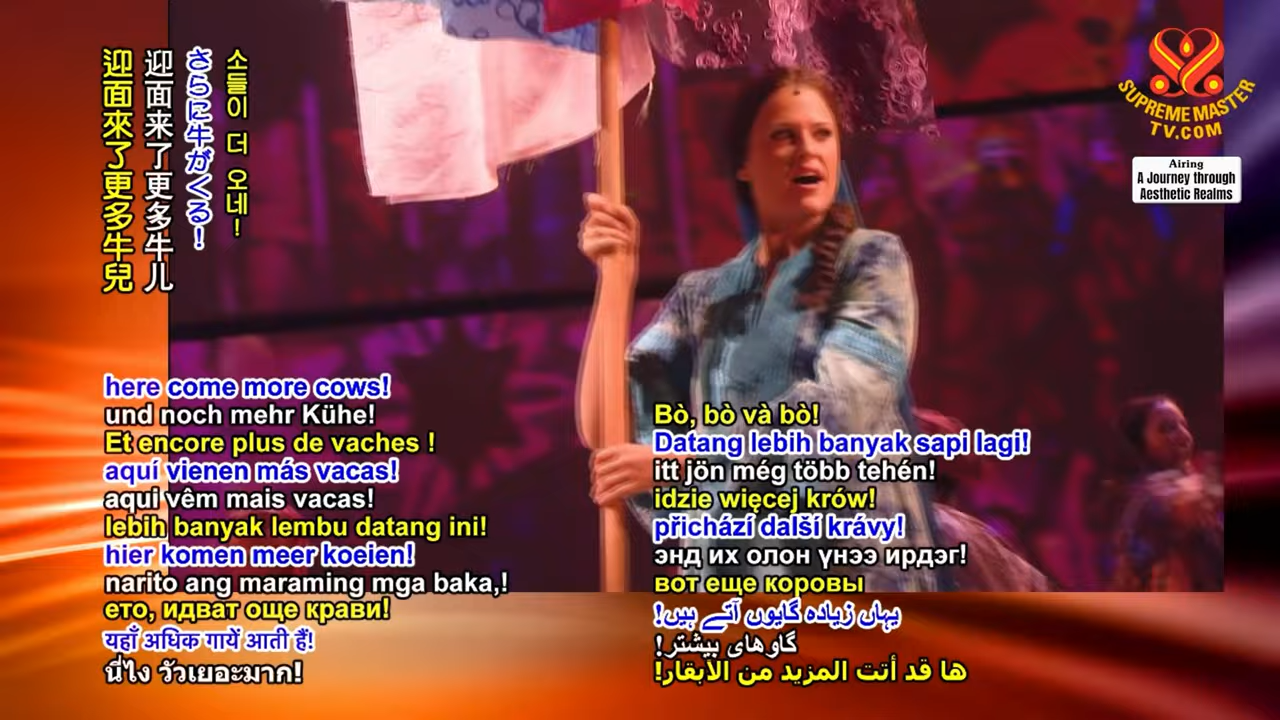 迎面來了更多牛兒
迎面来了更多牛儿
さらに牛がくる！
소들이 더 오네！
SUPREME MASTER
TV.COM
Airing
A Journey through
Aesthetic Realms
here come more cows!
und noch mehr Kühe!
Et encore plus de vaches !
aquí vienen más vacas!
aqui vêm mais vacas!
lebih banyak lembu datang ini!
hier komen meer koeien!
narito ang maraming mga baka,!
ето, идват още крави!
यहाँ अधिक गायें आती हैं!
นี่ไง วัวเยอะมาก!
Bò, bò và bò!
Datang lebih banyak sapi lagi!
itt jön még több tehén!
idzie więcej krów!
přichází další krávy!
энд их олон үнээ ирдэг!
вот еще коровы
یہاں زیادہ گایوں آتے ہیں!
گاوهای بیشتر!
ها قد أتت المزيد من الأبقار!